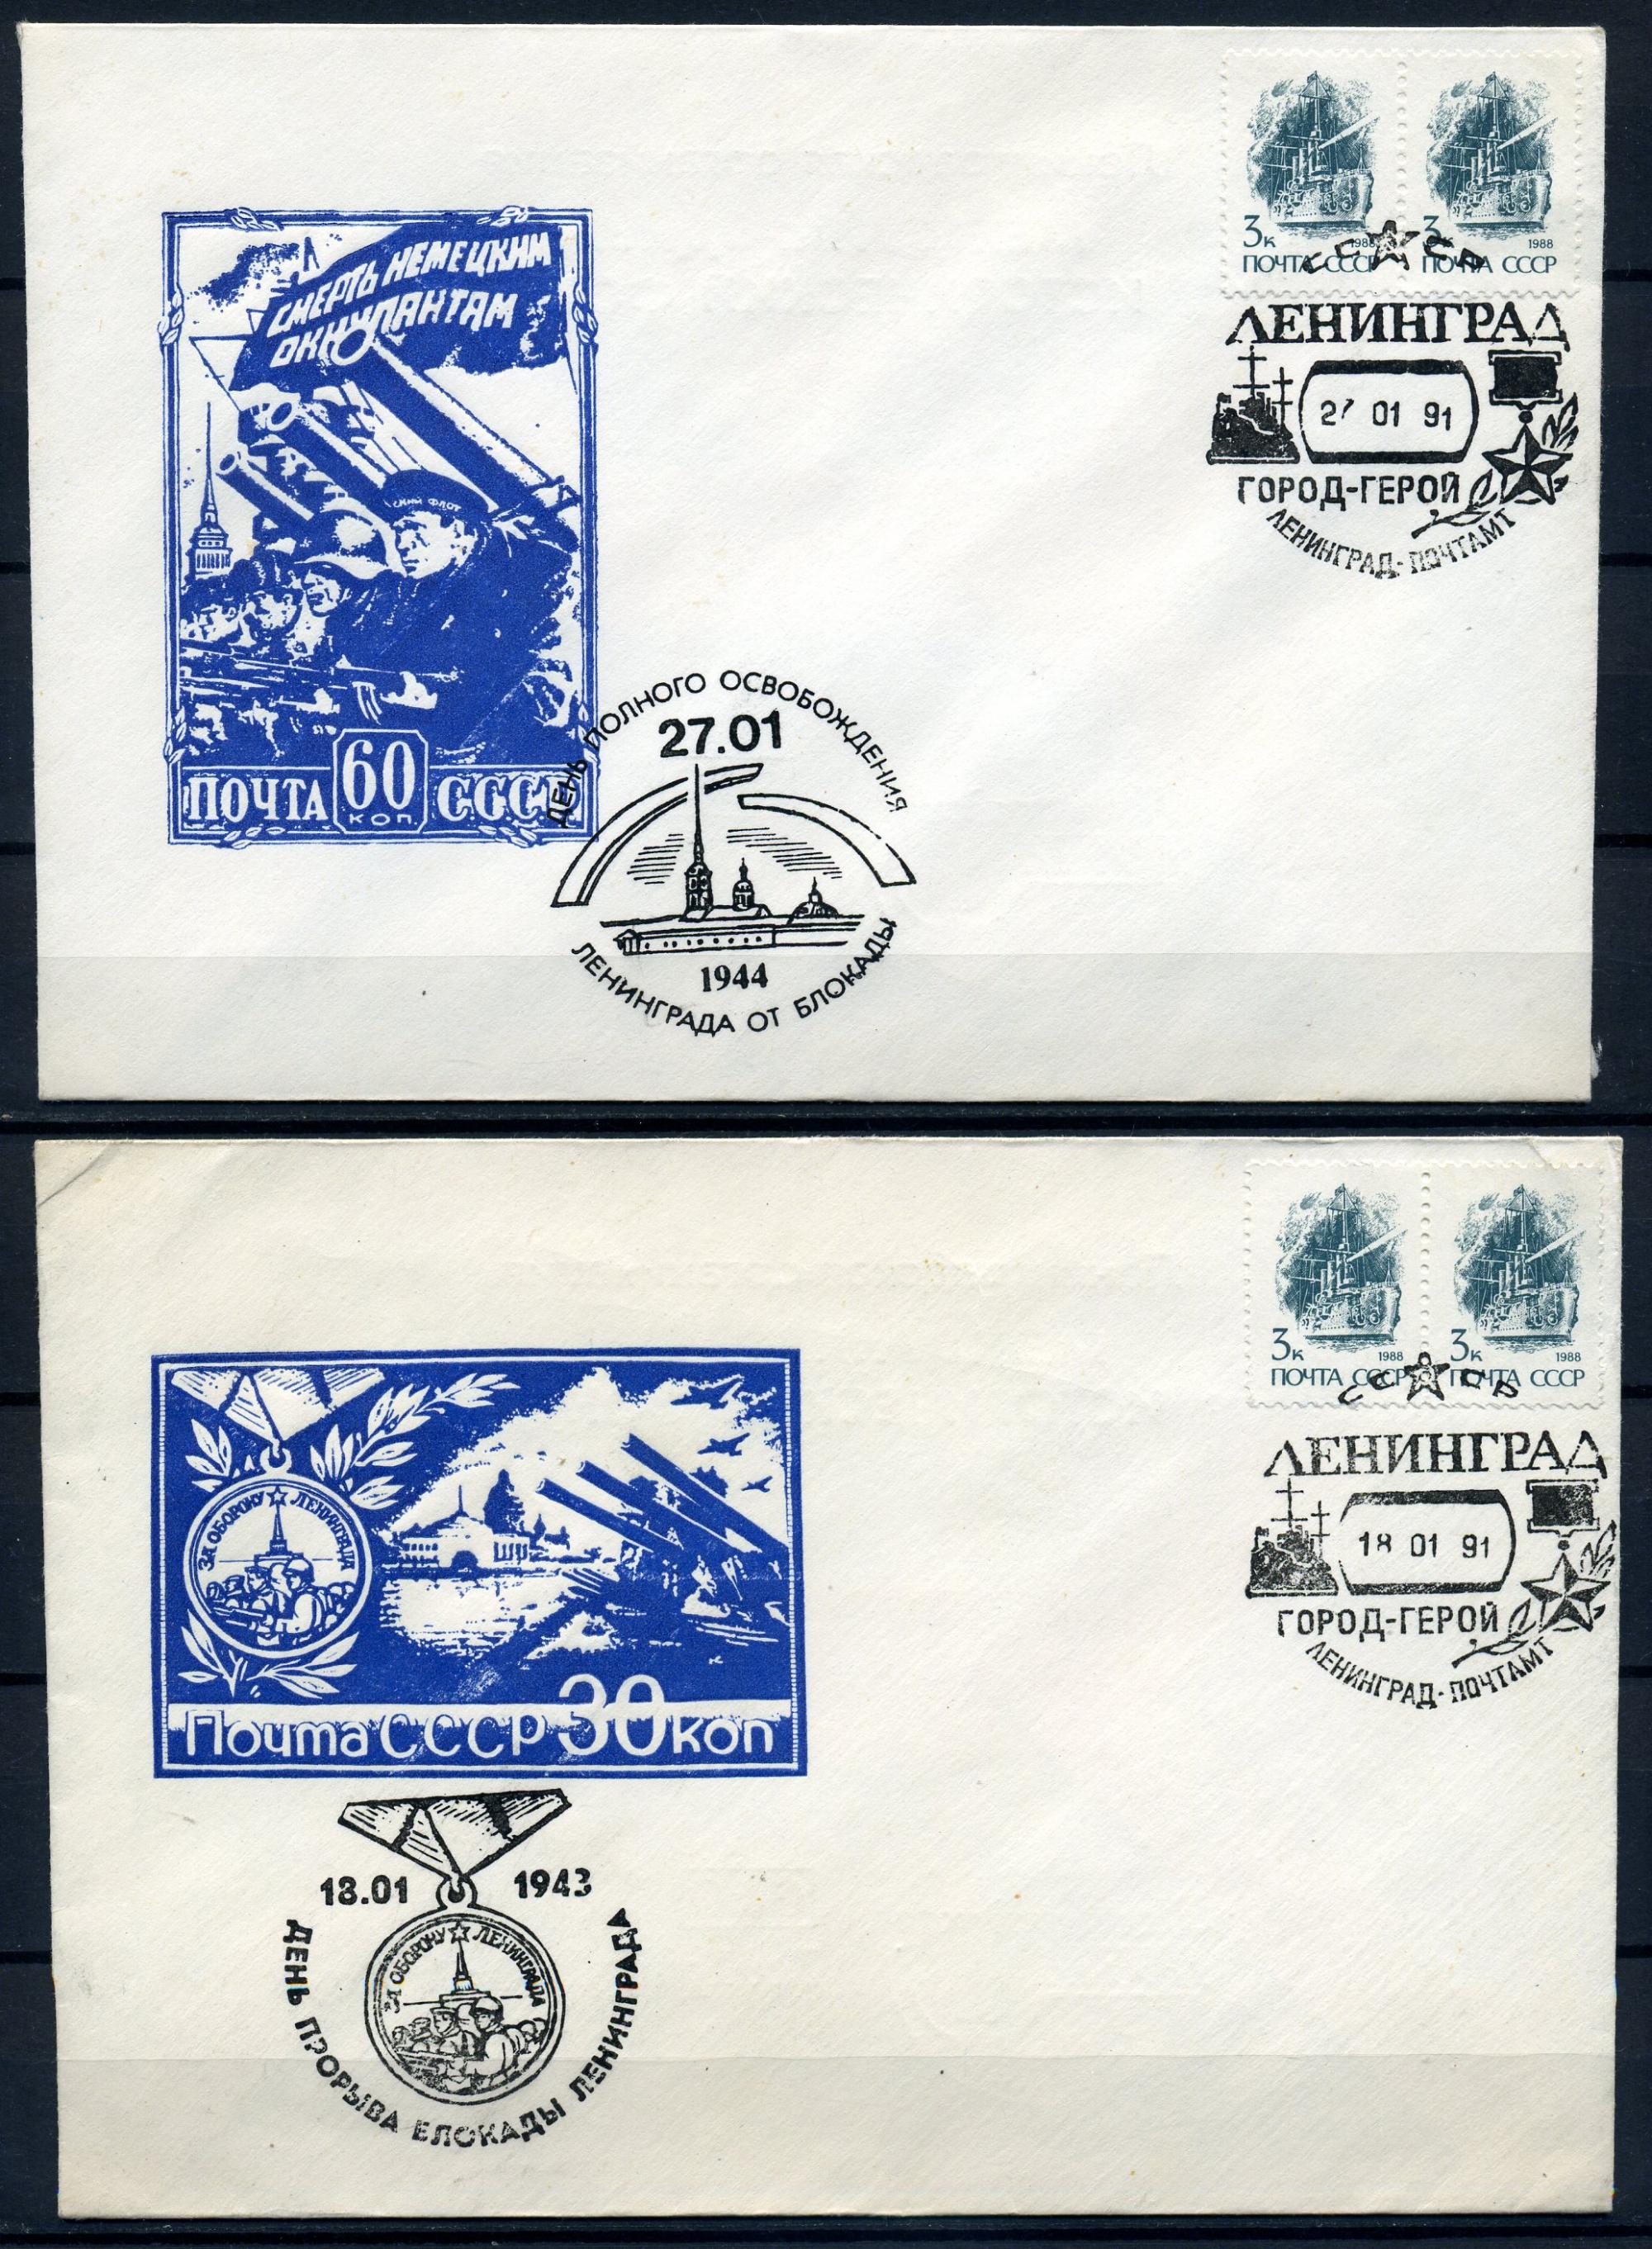 3к 1988
ПОЧТА СССР
3к 1988
ПОЧТА СССР
СССР
ЛЕНИНГРАД
27 01 91
ГОРОД-ГЕРОЙ
ЛЕНИНГРАД-ПОЧТАМТ
СМЕРТЬ НЕМЕЦКИМ
ОККУПАНТАМ
СКИЙ ФЛОТ
ПОЧТА 60 КОП. СССР
ДЕНЬ ПОЛНОГО ОСВОБОЖДЕНИЯ
27.01
1944
ЛЕНИНГРАДА ОТ БЛОКАДЫ
3к 1988
ПОЧТА СССР
3к 1988
ПОЧТА СССР
СССР
ЛЕНИНГРАД
18 01 91
ГОРОД-ГЕРОЙ
ЛЕНИНГРАД-ПОЧТАМТ
ЗА ОБОРОНУ ЛЕНИНГРАДА
Почта СССР 30 коп
18.01 1943
ЗА ОБОРОНУ ЛЕНИНГРАДА
ДЕНЬ ПРОРЫВА БЛОКАДЫ ЛЕНИНГРАДА